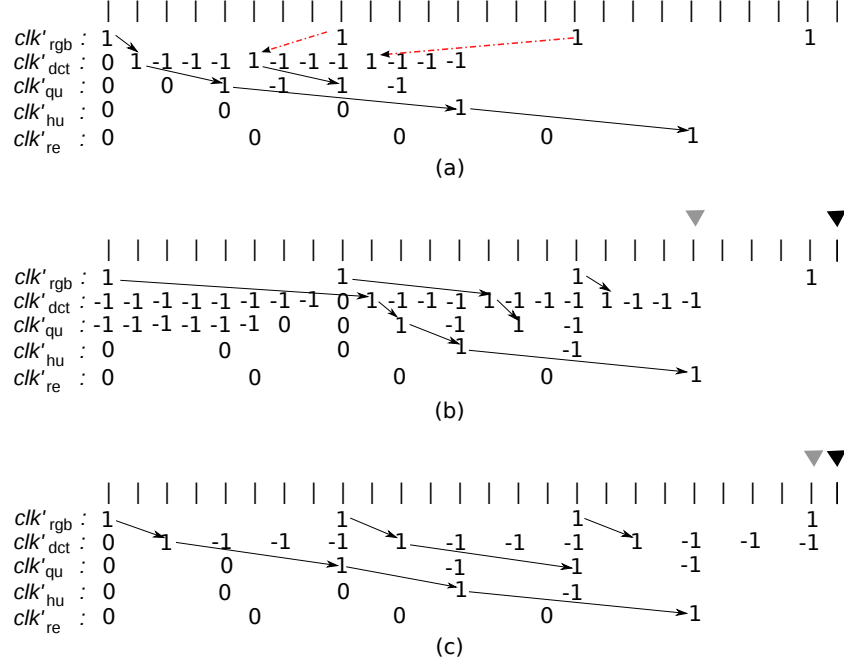 clk'rgb : 1 1 1 1
clk'dct : 0 1 -1 -1 -1 1 -1 -1 -1 1 -1 -1 -1
clk'qu : 0 0 1 -1 1 -1
clk'hu : 0 0 0 1
clk're : 0 0 0 0 1
(a)
clk'rgb : 1 1 1 1
clk'dct : -1 -1 -1 -1 -1 -1 -1 -1 0 1 -1 -1 -1 1 -1 -1 -1 1 -1 -1 -1
clk'qu : -1 -1 -1 -1 -1 -1 0 0 1 -1 1 -1
clk'hu : 0 0 0 1 -1
clk're : 0 0 0 0 1
(b)
clk'rgb : 1 1 1 1
clk'dct : 0 1 -1 -1 -1 1 -1 -1 -1 1 -1 -1 -1
clk'qu : 0 0 1 -1 1 -1
clk'hu : 0 0 0 1 -1
clk're : 0 0 0 0 1
(c)